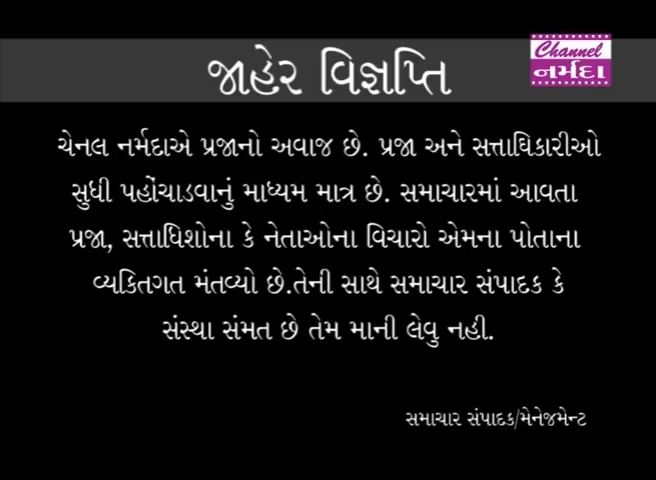 જાહેર વિજ્ઞપ્તિ
Channel
નર્મદા
ચેનલ નર્મદાએ પ્રજાનો અવાજ છે. પ્રજા અને સત્તાધિકારીઓ
સુધી પહોંચાડવાનું માધ્યમ માત્ર છે. સમાચારમાં આવતા
પ્રજા, સત્તાધિશોના કે નેતાઓના વિચારો એમના પોતાના
વ્યકિતગત મંતવ્યો છે.તેની સાથે સમાચાર સંપાદક કે
સંસ્થા સંમત છે તેમ માની લેવુ નહી.
સમાચાર સંપાદક/મેનેજમેન્ટ